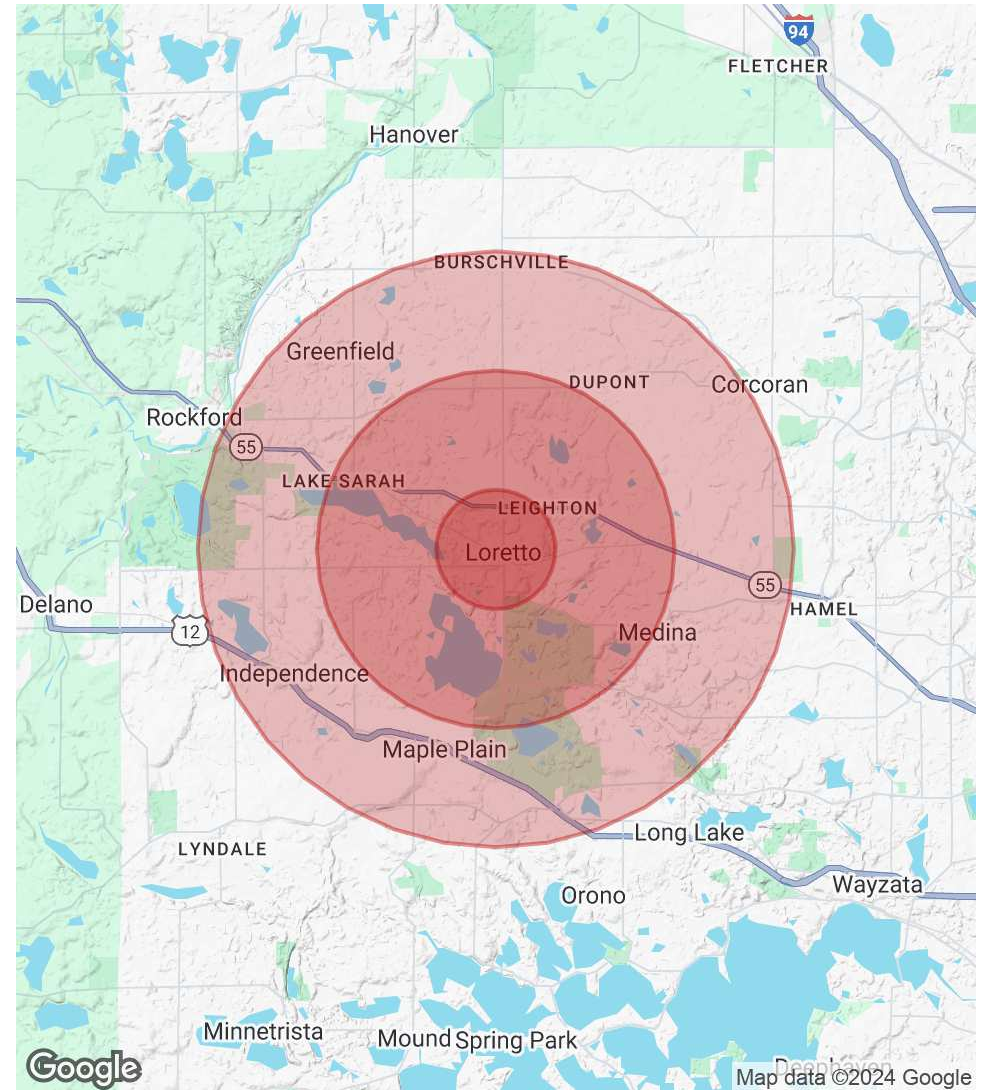 94
FLETCHER
Hanover
BURSCHVILLE
Greenfield
DUPONT
Corcoran
Rockford
55
LAKE SARAH
LEIGHTON
Loretto
55
Delano
HAMEL
12
Medina
Independence
Maple Plain
Long Lake
LYNDALE
Wayzata
Orono
Minnetrista
Mound
Spring Park
Deephaven
Google
Map data ©2024 Google